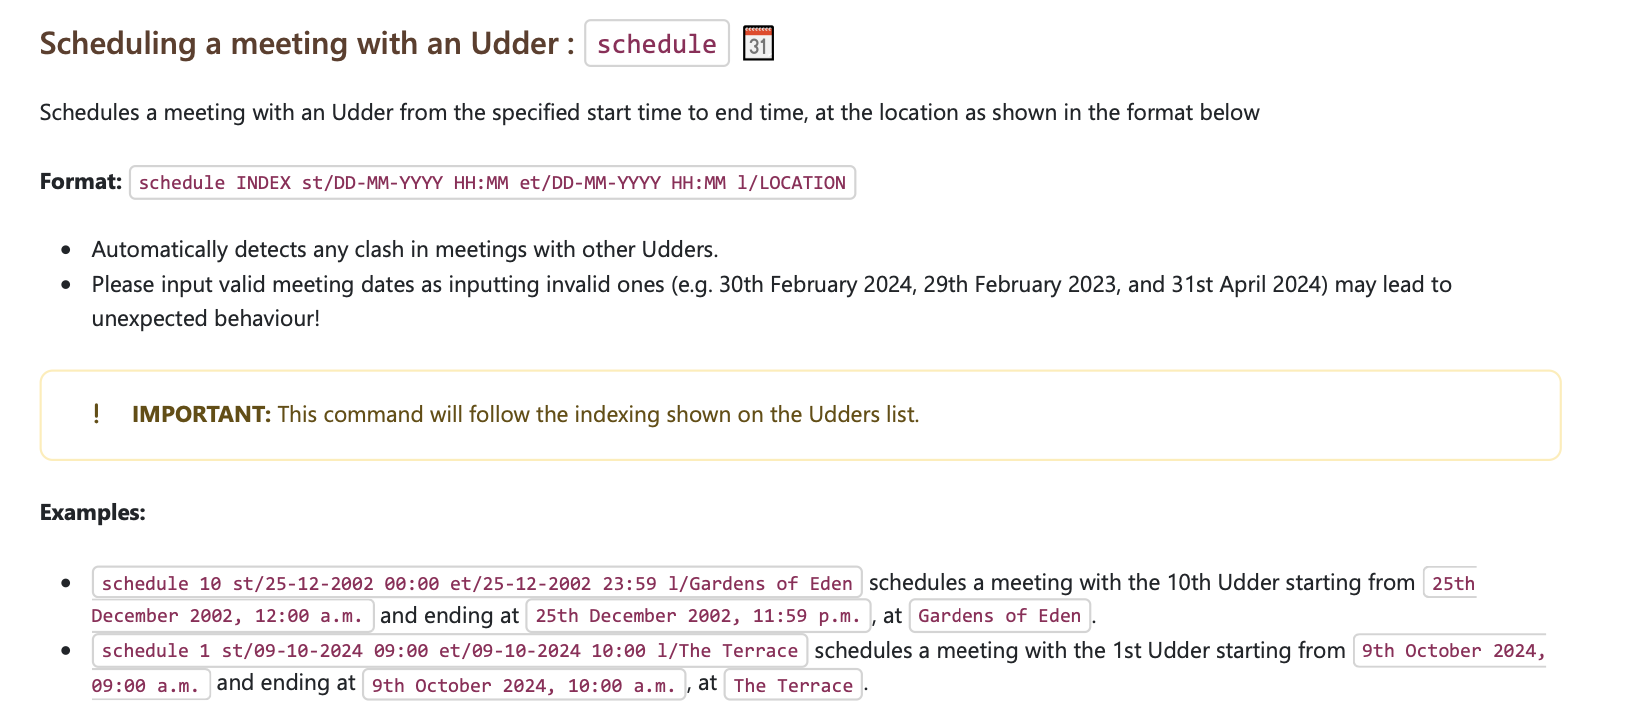 Scheduling a meeting with an Udder : schedule 31
Schedules a meeting with an Udder from the specified start time to end time, at the location as shown in the format below
Format: schedule INDEX st/DD-MM-YYYY HH:MM et/DD-MM-YYYY HH:MM l/LOCATION
• Automatically detects any clash in meetings with other Udders.
• Please input valid meeting dates as inputting invalid ones (e.g. 30th February 2024, 29th February 2023, and 31st April 2024) may lead to
unexpected behaviour!
! IMPORTANT: This command will follow the indexing shown on the Udders list.
Examples:
• schedule 10 st/25-12-2002 00:00 et/25-12-2002 23:59 l/Gardens of Eden schedules a meeting with the 10th Udder starting from 25th
December 2002, 12:00 a.m. and ending at 25th December 2002, 11:59 p.m. , at Gardens of Eden .
• schedule 1 st/09-10-2024 09:00 et/09-10-2024 10:00 l/The Terrace schedules a meeting with the 1st Udder starting from 9th October 2024,
09:00 a.m. and ending at 9th October 2024, 10:00 a.m. , at The Terrace .